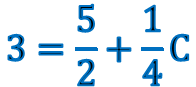 3 = 5/2 + 1/4 C